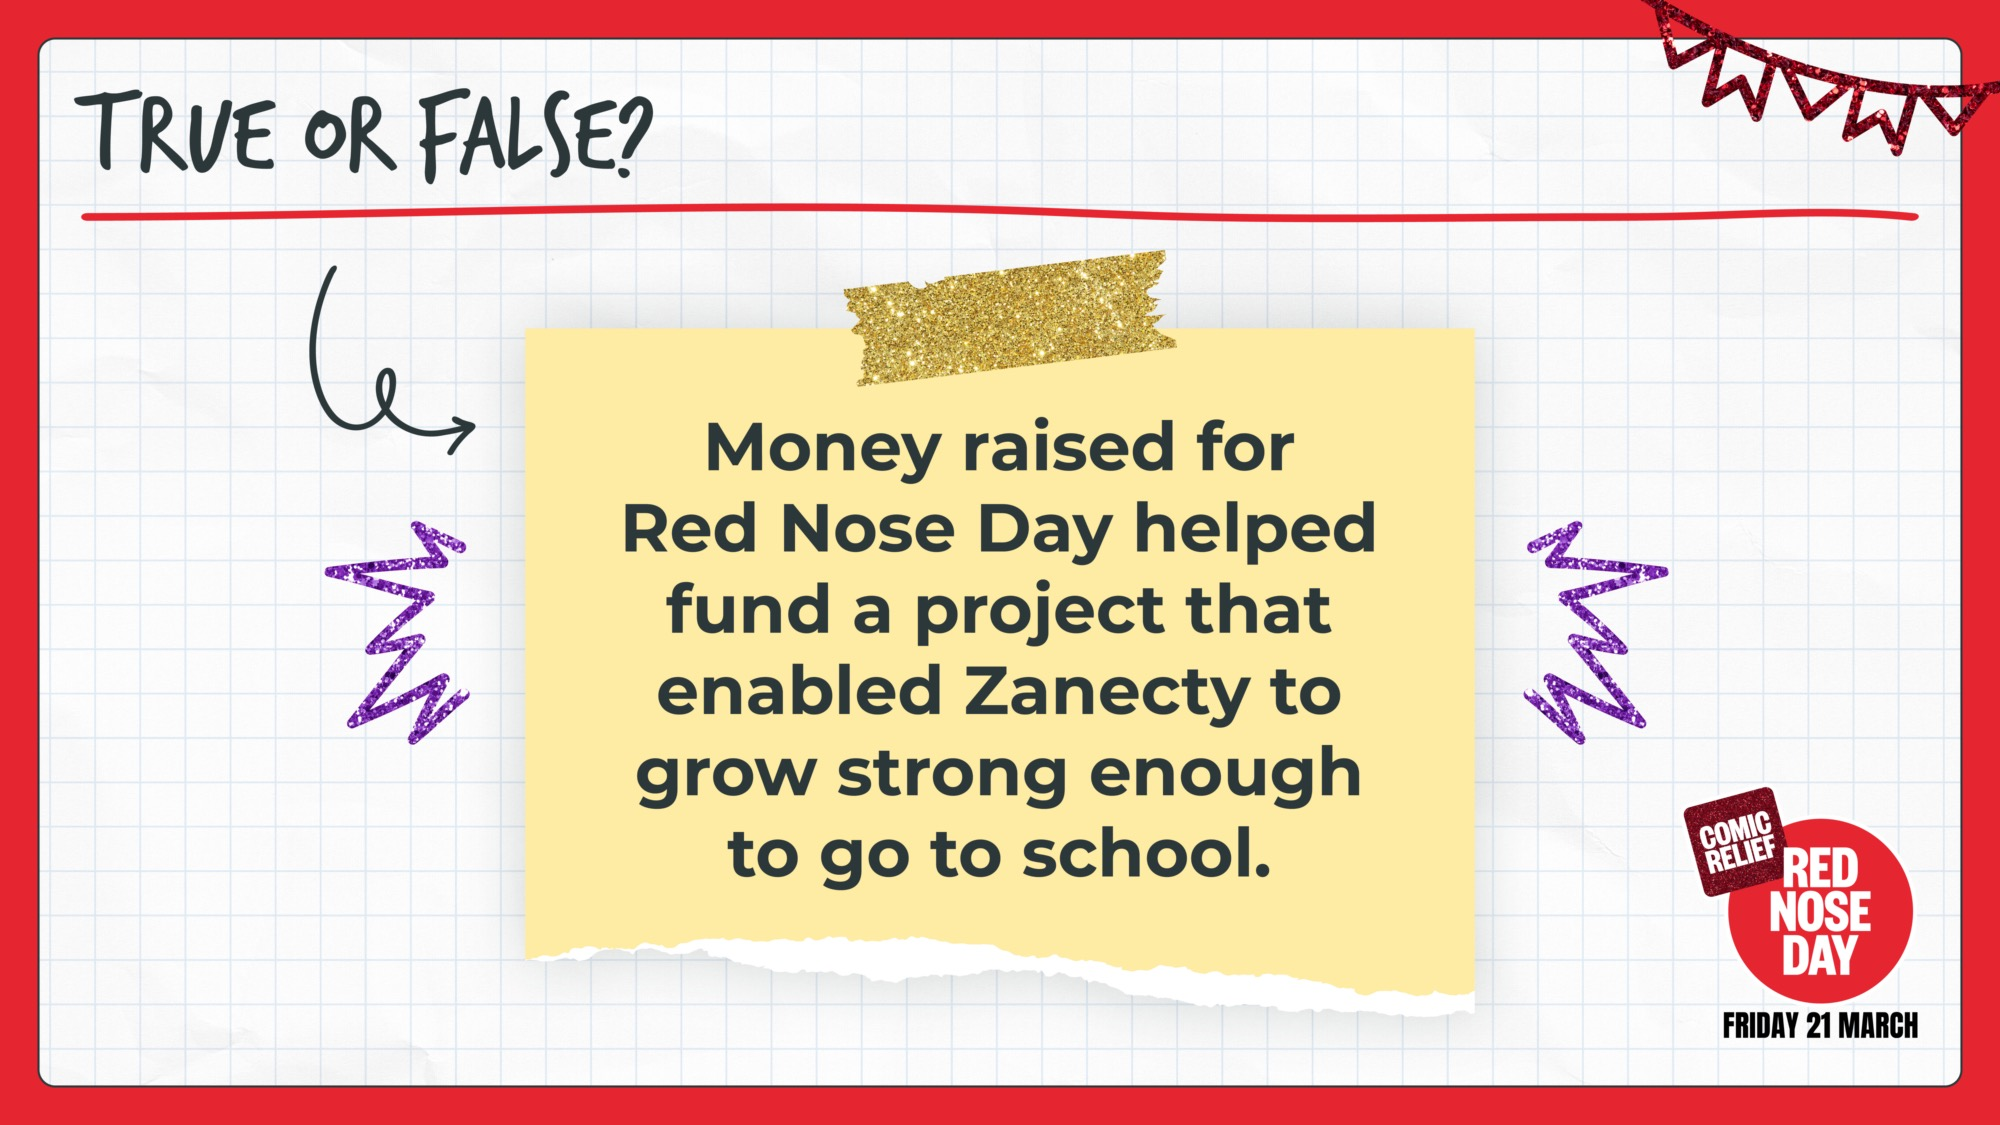 TRUE OR FALSE?
Money raised for
Red Nose Day helped
fund a project that
enabled Zanecty to
grow strong enough
to go to school.
COMIC
RELIEF
RED
NOSE
DAY
FRIDAY 21 MARCH